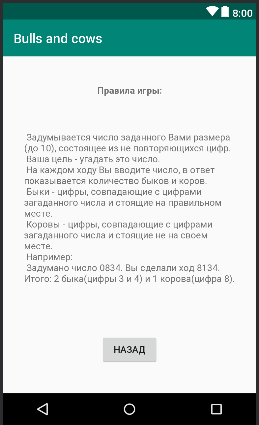 8:00
Bulls and cows
Правила игры:
Задумывается число заданного Вами размера
(до 10), состоящее из не повторяющихся цифр.
Ваша цель - угадать это число.
На каждом ходу Вы вводите число, в ответ
показывается количество быков и коров.
Быки - цифры, совпадающие с цифрами
загаданного числа и стоящие на правильном
месте.
Коровы - цифры, совпадающие с цифрами
загаданного числа и стоящие не на своем
месте.
Например:
Задумано число 0834. Вы сделали ход 8134.
Итого: 2 быка(цифры 3 и 4) и 1 корова(цифра 8).
НАЗАД